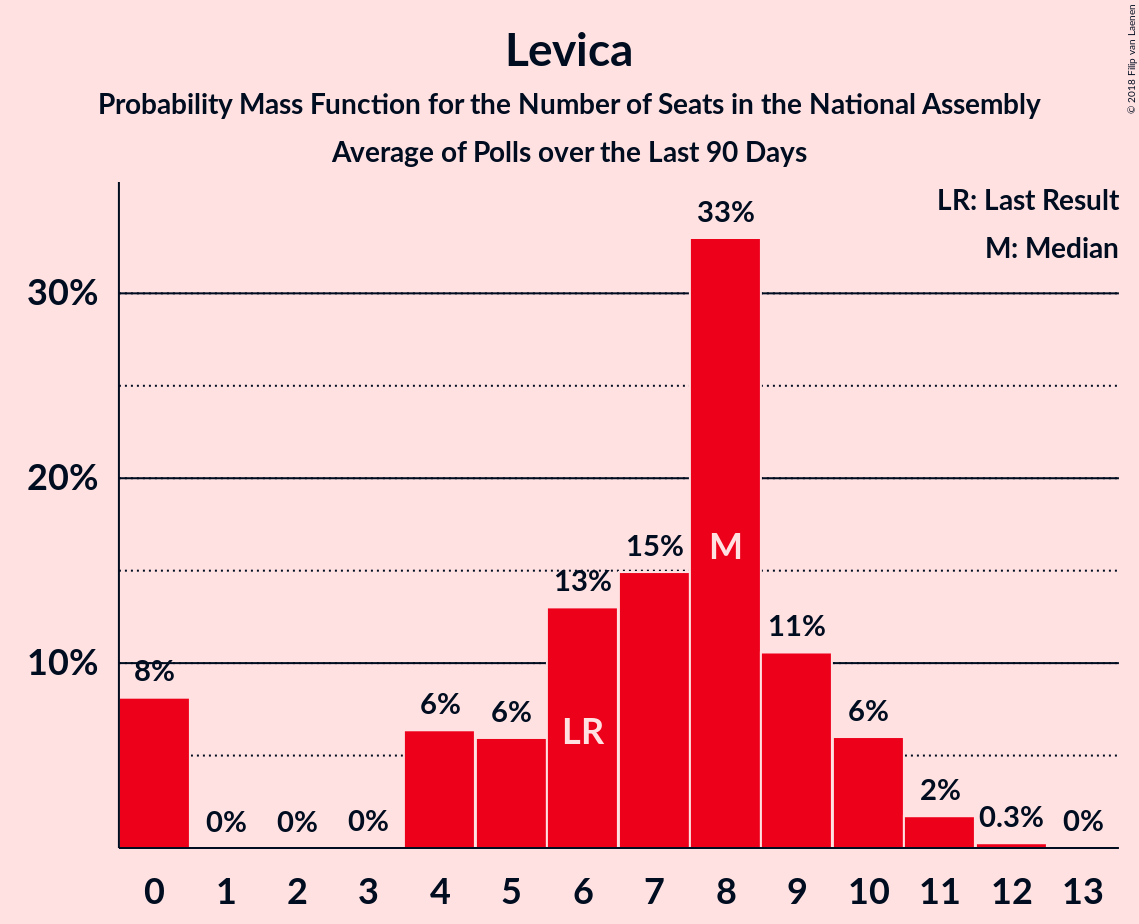 Levica
Probability Mass Function for the Number of Seats in the National Assembly
Average of Polls over the Last 90 Days
© 2018 Filip van Laenen
LR: Last Result
M: Median
30%
20%
10%
8%
0%
0%
0%
6%
6%
13%
15%
33%
11%
6%
2%
0.3%
0%
LR
M
0 1 2 3 4 5 6 7 8 9 10 11 12 13